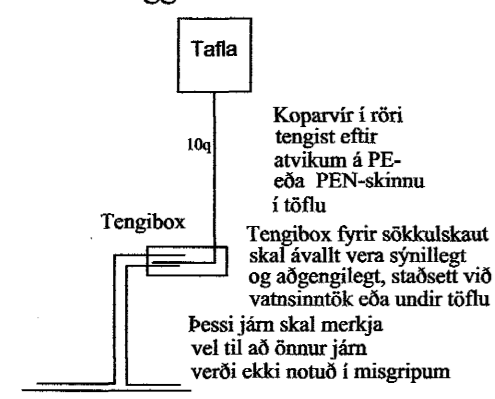 Tafla
Koparvír í röri
tengist eftir
atvikum á PE-
eða PEN-skinnu
í töflu
10q
Tengibox
Tengibox fyrir sökkulskaut
skal ávallt vera sýnillegt
og aðgengilegt, staðsett við
vatnsinntök eða undir töflu
Þessi járn skal merkja
vel til að önnur járn
verði ekki notuð í misgripum